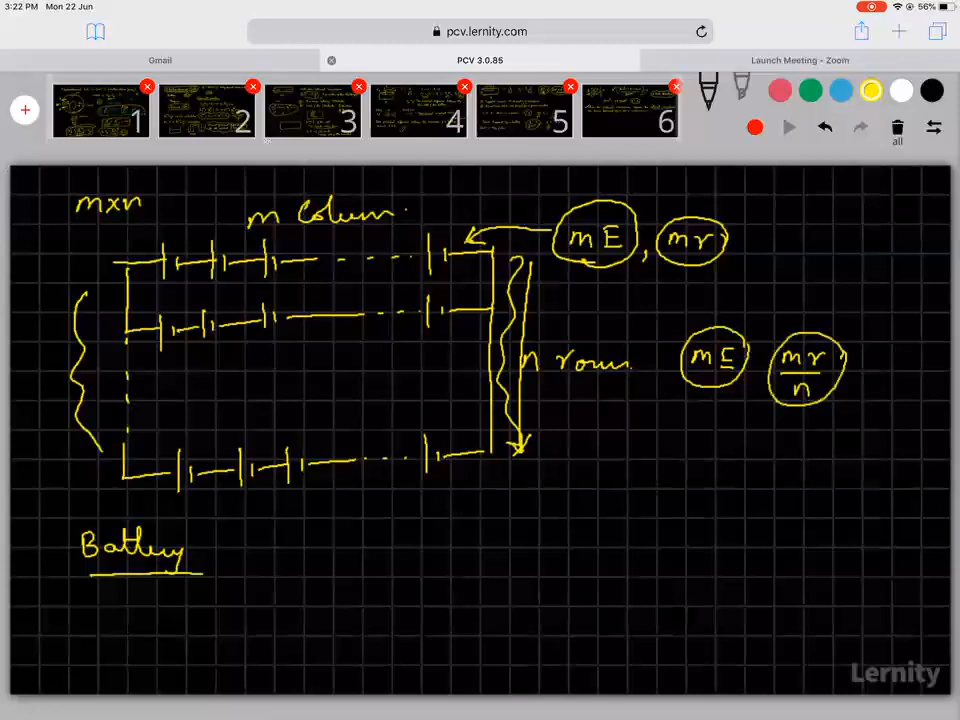 3:22 PM Mon 22 Jun
56%
pcv.lernity.com
Gmail
PCV 3.0.85
Launch Meeting - Zoom
1 2 3 4 5 6
all
mxn
m Column.
mE, mr
n rows.
mE
mr
n
Battery
Lernity